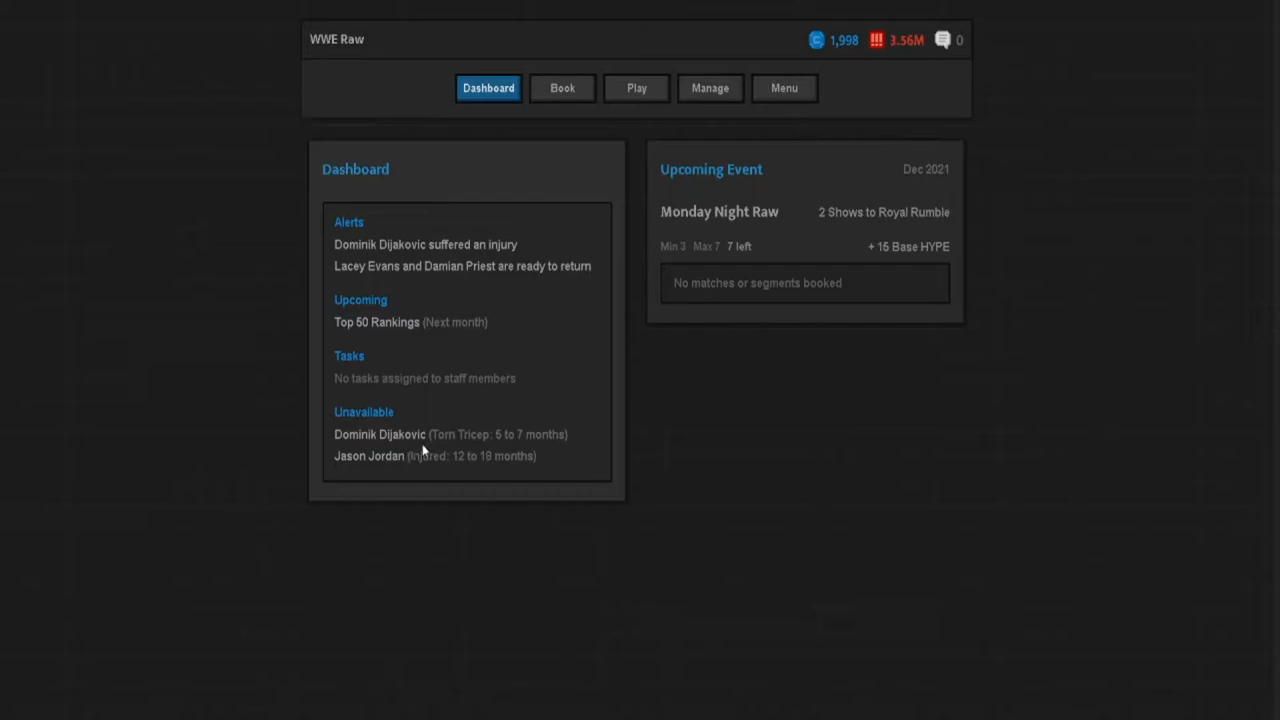 WWE Raw
1,998 3.56M 0
Dashboard Book Play Manage Menu
Dashboard
Alerts
Dominik Dijakovic suffered an injury
Lacey Evans and Damian Priest are ready to return
Upcoming
Top 50 Rankings (Next month)
Tasks
No tasks assigned to staff members
Unavailable
Dominik Dijakovic (Torn Tricep: 5 to 7 months)
Jason Jordan (Injured: 12 to 18 months)
Upcoming Event Dec 2021
Monday Night Raw 2 Shows to Royal Rumble
Min 3 Max 7 7 left + 15 Base HYPE
No matches or segments booked